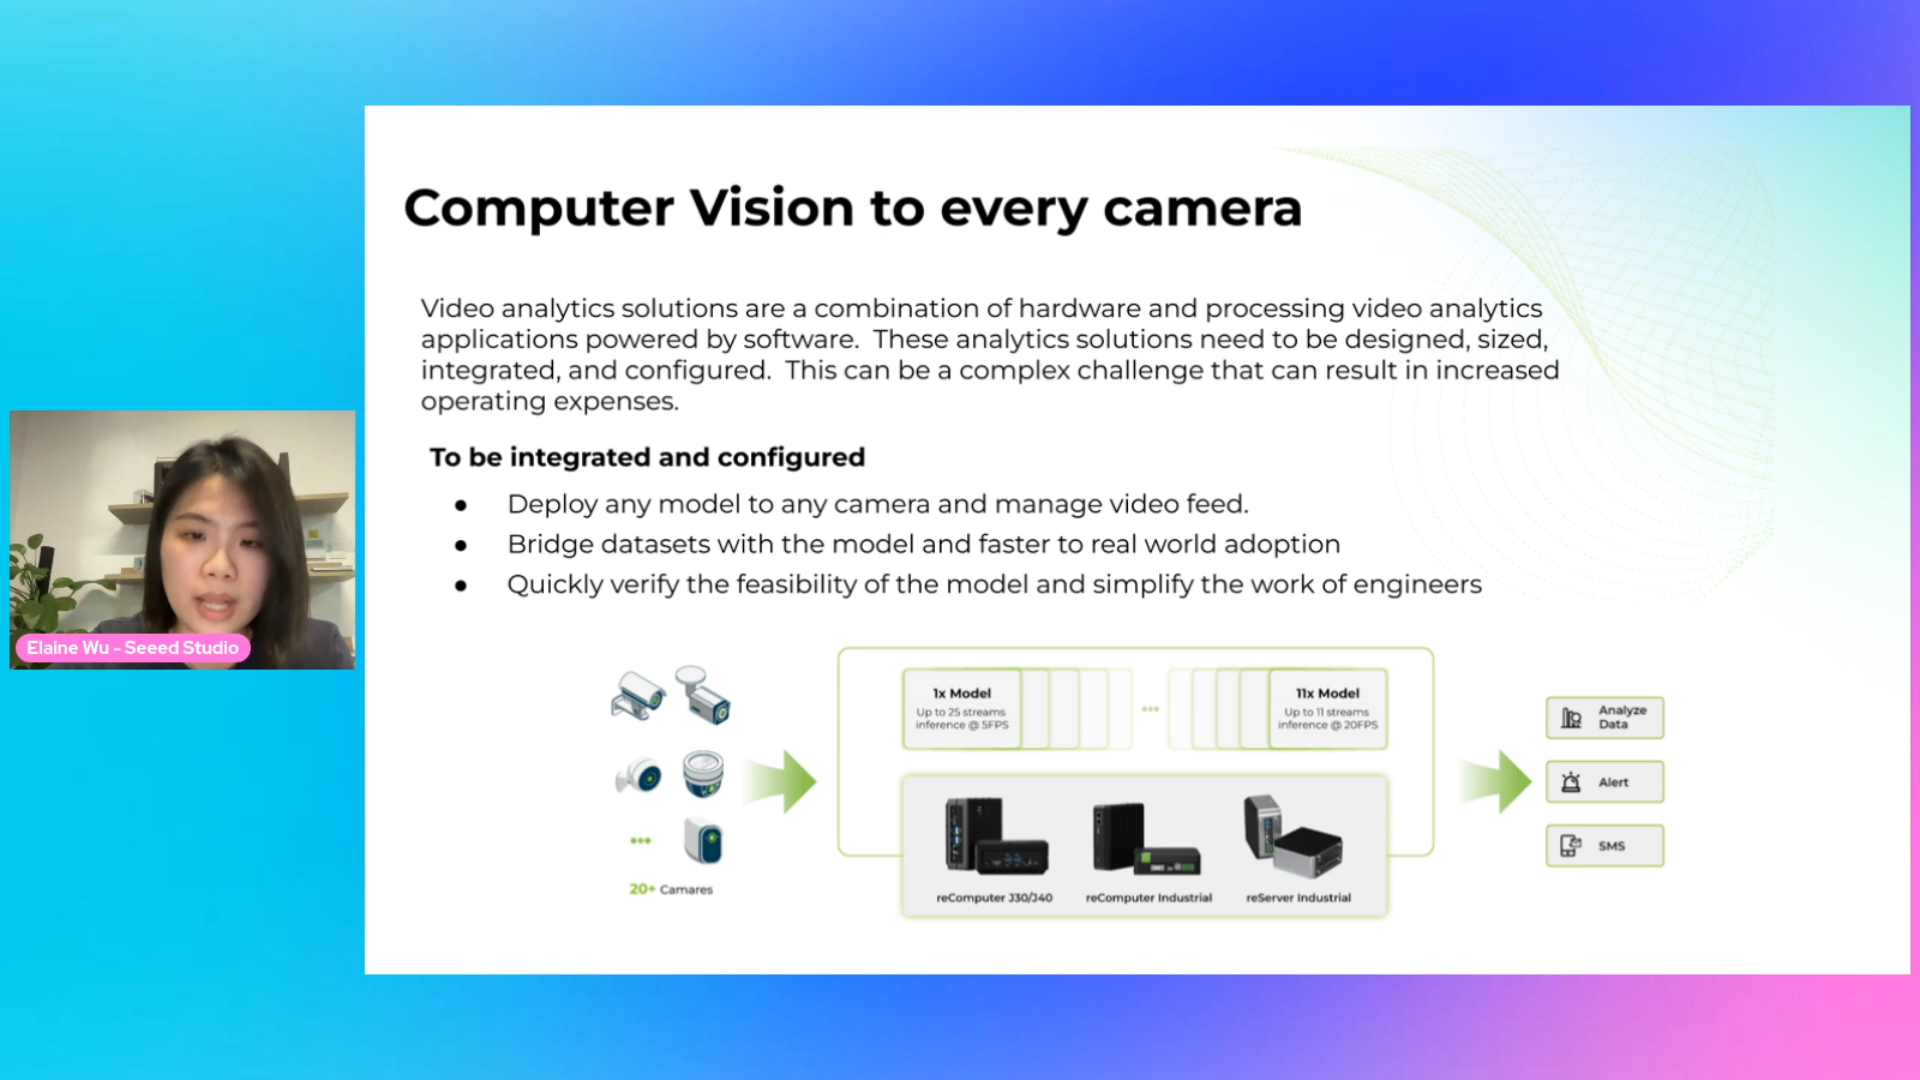 Computer Vision to every camera
Video analytics solutions are a combination of hardware and processing video analytics
applications powered by software.  These analytics solutions need to be designed, sized,
integrated, and configured.  This can be a complex challenge that can result in increased
operating expenses.
To be integrated and configured
● Deploy any model to any camera and manage video feed.
● Bridge datasets with the model and faster to real world adoption
● Quickly verify the feasibility of the model and simplify the work of engineers
Elaine Wu - Seeed Studio
20+ Camares
1x Model
Up to 25 streams
inference @ 5FPS
...
11x Model
Up to 11 streams
inference @ 20FPS
reComputer J30/J40
reComputer Industrial
reServer Industrial
Analyze
Data
Alert
SMS